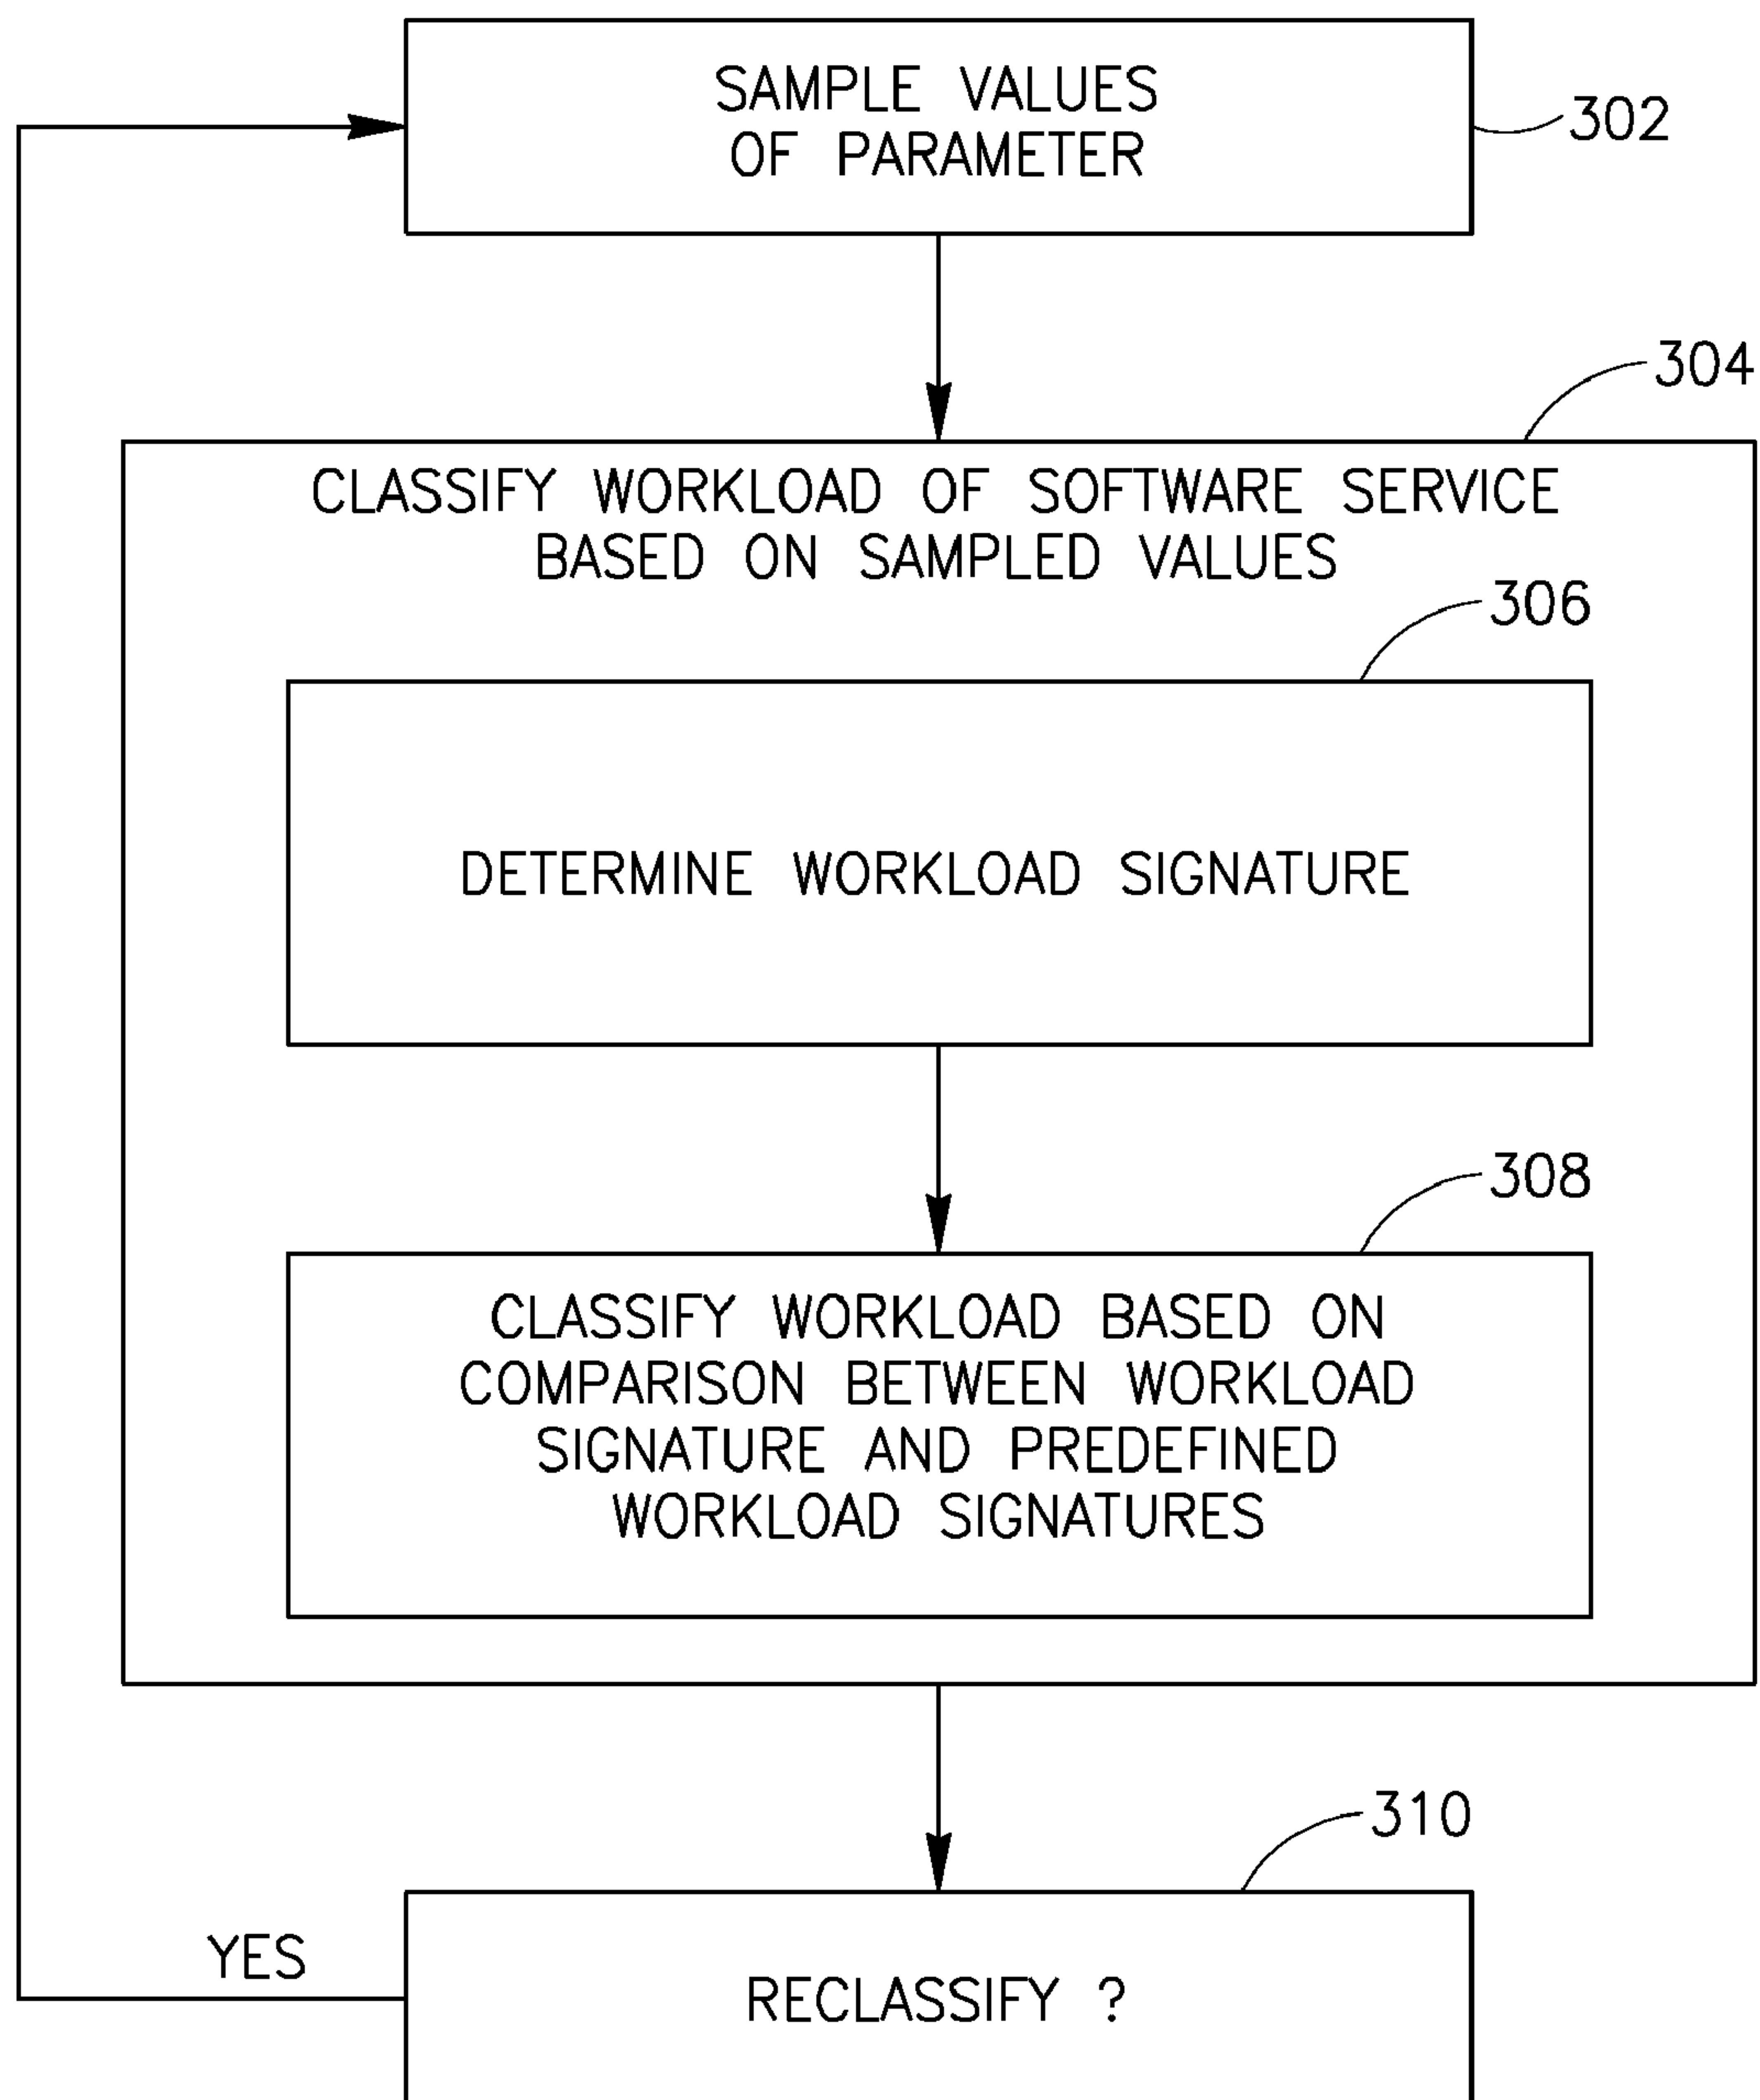 SAMPLE VALUES
OF PARAMETER
302
304
CLASSIFY WORKLOAD OF SOFTWARE SERVICE
BASED ON SAMPLED VALUES
306
DETERMINE WORKLOAD SIGNATURE
308
CLASSIFY WORKLOAD BASED ON
COMPARISON BETWEEN WORKLOAD
SIGNATURE AND PREDEFINED
WORKLOAD SIGNATURES
310
YES
RECLASSIFY ?